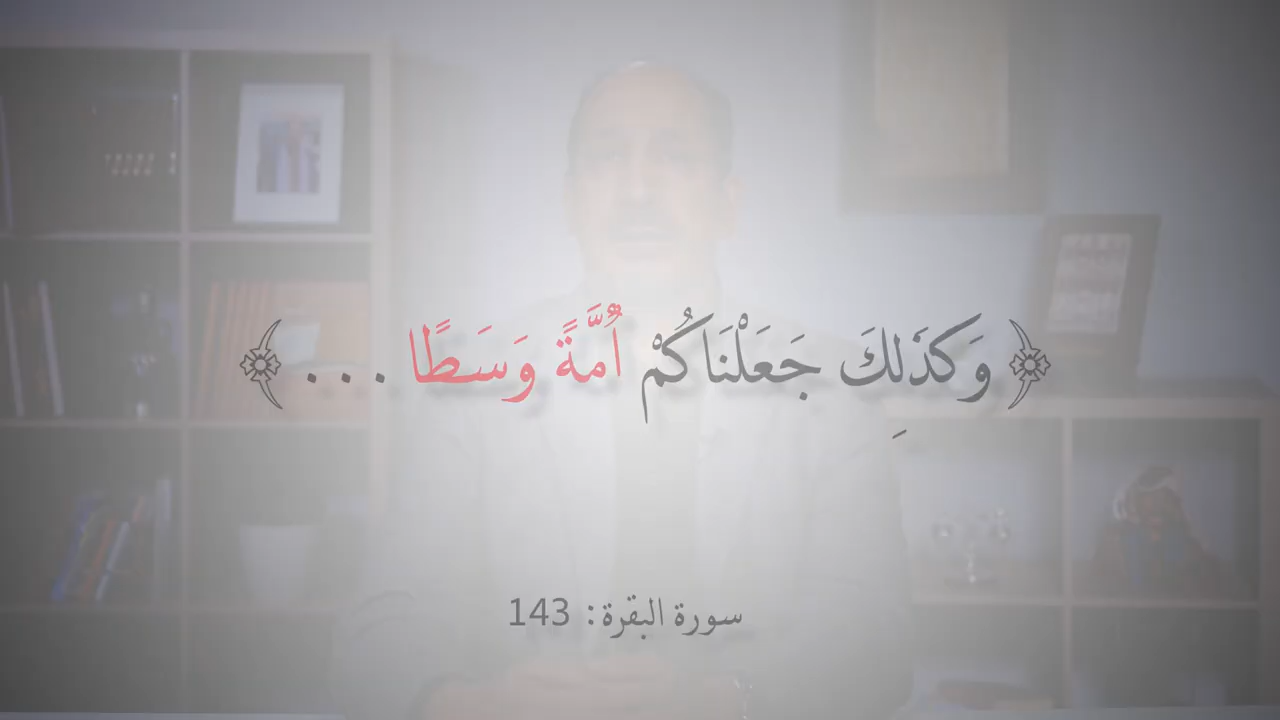 ﴿ وَكَذَلِكَ جَعَلْنَاكُمْ أُمَّةً وَسَطًا . . . ﴾
سورة البقرة: 143